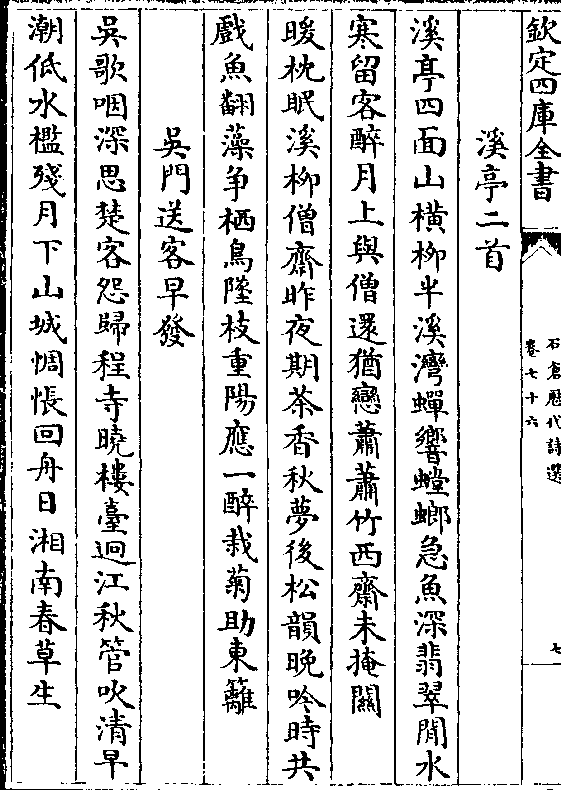 欽定四庫全書
石倉歷代詩選
卷七十六
七
溪亭二首
溪亭四面山橫柳半溪灣蟬響螳螂急魚深翡翠閒水
寒留客醉月上與僧還猶戀蕭蕭竹西齋未掩關
暖枕眠溪柳僧齋昨夜期茶香秋夢後松韻晚吟時共
戲魚翻藻爭栖鳥墜枝重陽應一醉栽菊助東籬
吳門送客早發
吳歌咽深思楚客怨歸程寺曉樓臺迥江秋管吹清早
潮低水檻殘月下山城惆悵回舟日湘南春草生